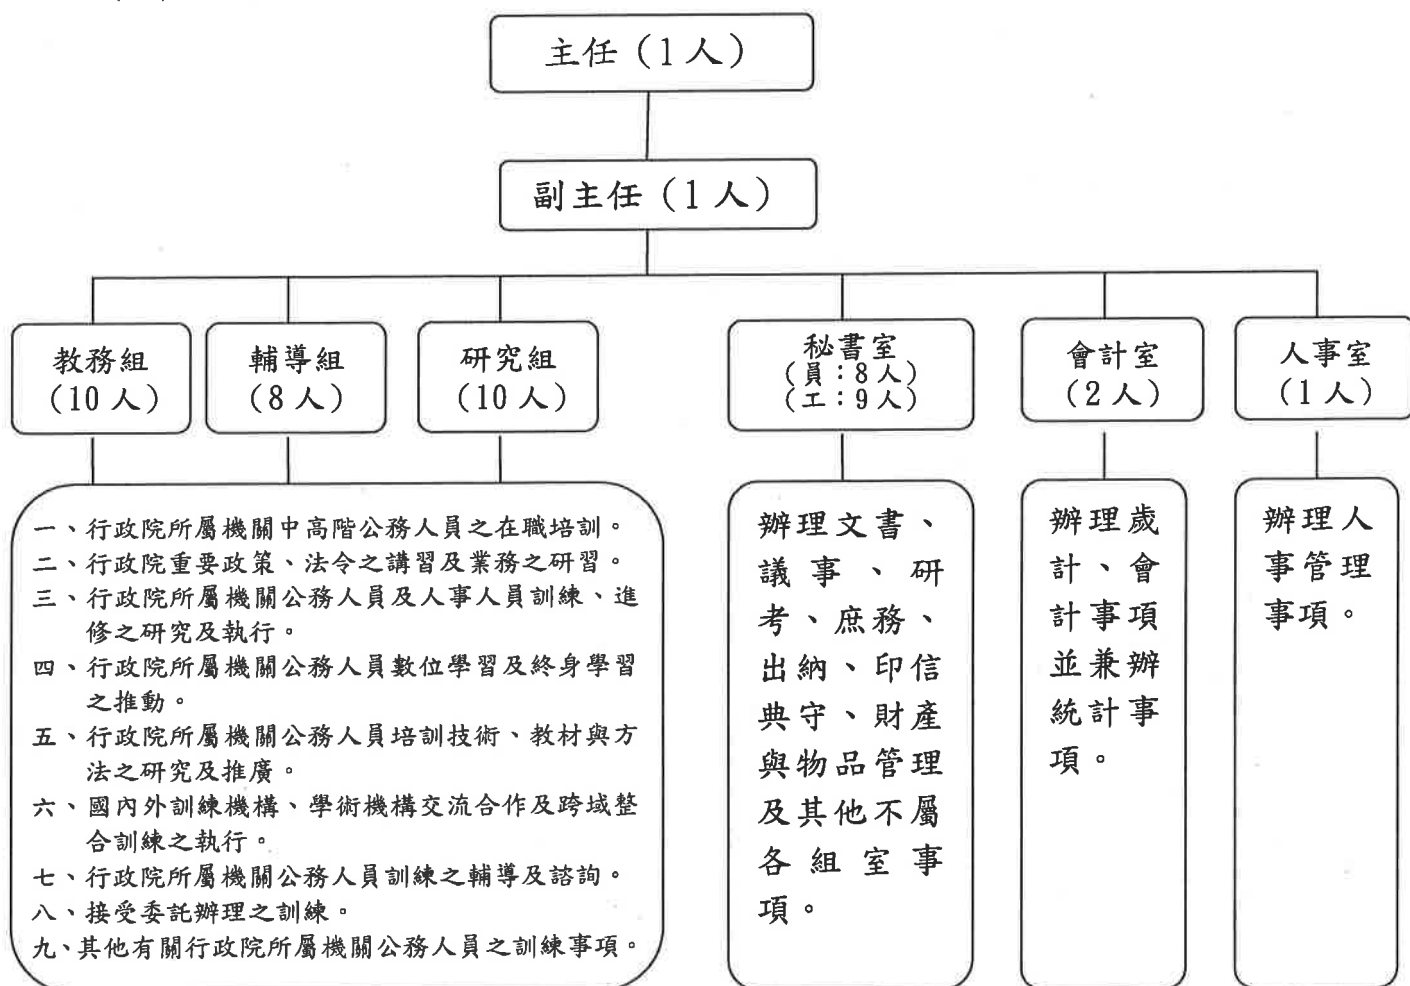 主任（1人）
副主任（1人）
教務組
（10人）
輔導組
（8人）
研究組
（10人）
秘書室
（員：8人）
（工：9人）
會計室
（2人）
人事室
（1人）
一、行政院所屬機關中高階公務人員之在職培訓。
二、行政院重要政策、法令之講習及業務之研習。
三、行政院所屬機關公務人員及人事人員訓練、進
修之研究及執行。
四、行政院所屬機關公務人員數位學習及終身學習
之推動。
五、行政院所屬機關公務人員培訓技術、教材與方
法之研究及推廣。
六、國內外訓練機構、學術機構交流合作及跨域整
合訓練之執行。
七、行政院所屬機關公務人員訓練之輔導及諮詢。
八、接受委託辦理之訓練。
九、其他有關行政院所屬機關公務人員之訓練事項。
辦理文書、
議事、研
考、庶務、
出納、印信
典守、財產
與物品管理
及其他不屬
各組室事
項。
辦理歲
計、會
計事項
並兼辦
統計事
項。
辦理人
事管理
事項。